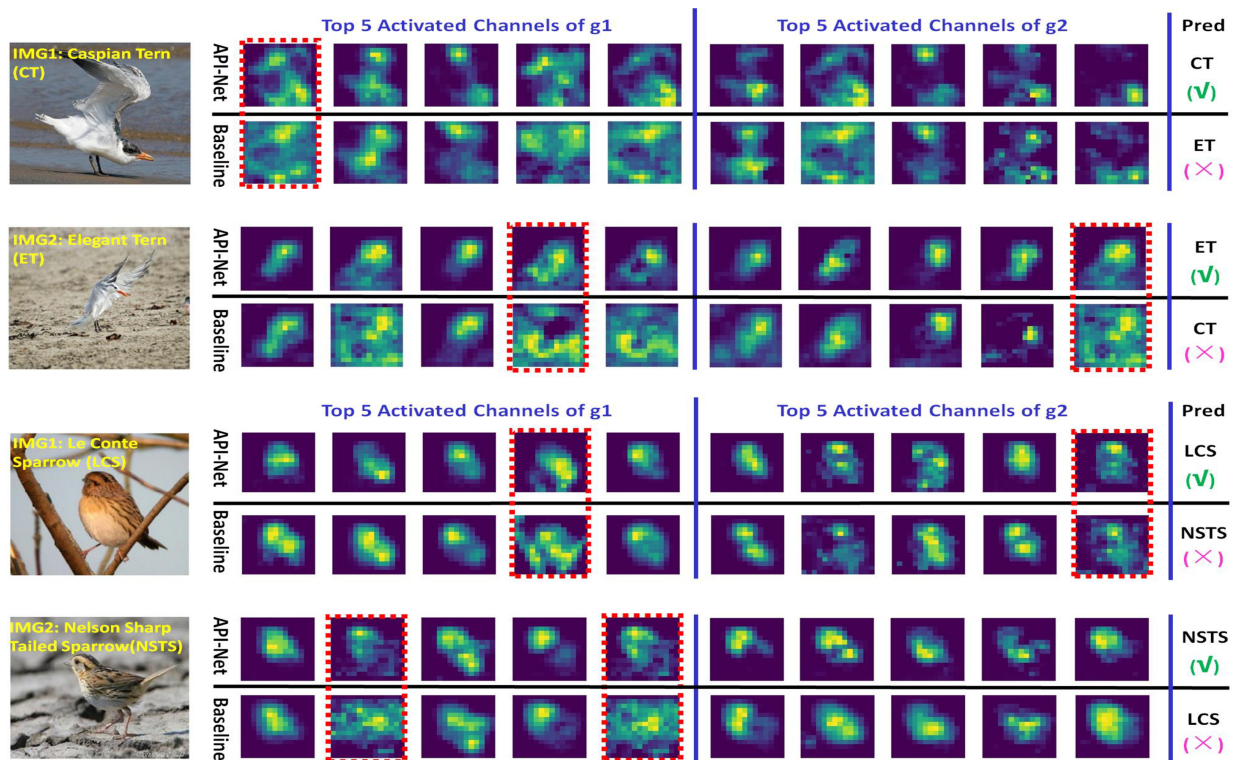 Top 5 Activated Channels of g1
Top 5 Activated Channels of g2
Pred
IMG1: Caspian Tern
(CT)
API-Net
CT
(√)
Baseline
ET
(×)
IMG2: Elegant Tern
(ET)
API-Net
ET
(√)
Baseline
CT
(×)
Top 5 Activated Channels of g1
Top 5 Activated Channels of g2
Pred
IMG1: Le Conte
Sparrow (LCS)
API-Net
LCS
(√)
Baseline
NSTS
(×)
IMG2: Nelson Sharp
Tailed Sparrow(NSTS)
API-Net
NSTS
(√)
Baseline
LCS
(×)